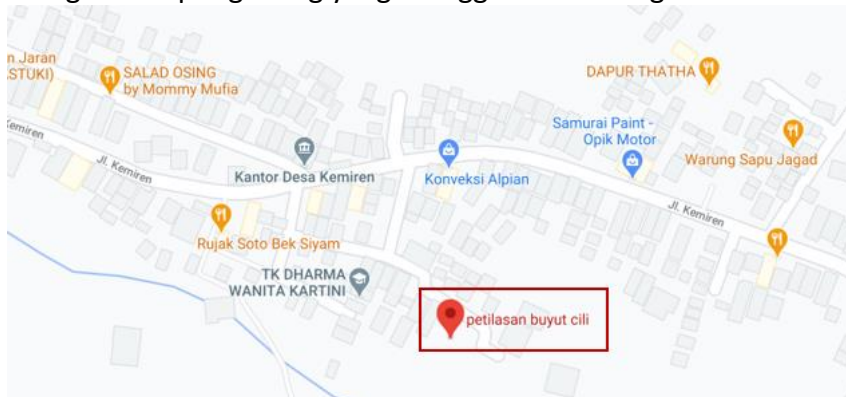 n Jaran
STUKI)
SALAD OSING
by Mommy Mufia
DAPUR THATHA
Kemiren
Jl. Kemiren
Kantor Desa Kemiren
Konveksi Alpian
Samurai Paint -
Opik Motor
Warung Sapu Jagad
Jl. Kemiren
Rujak Soto Bek Siyam
TK DHARMA
WANITA KARTINI
petilasan buyut cili